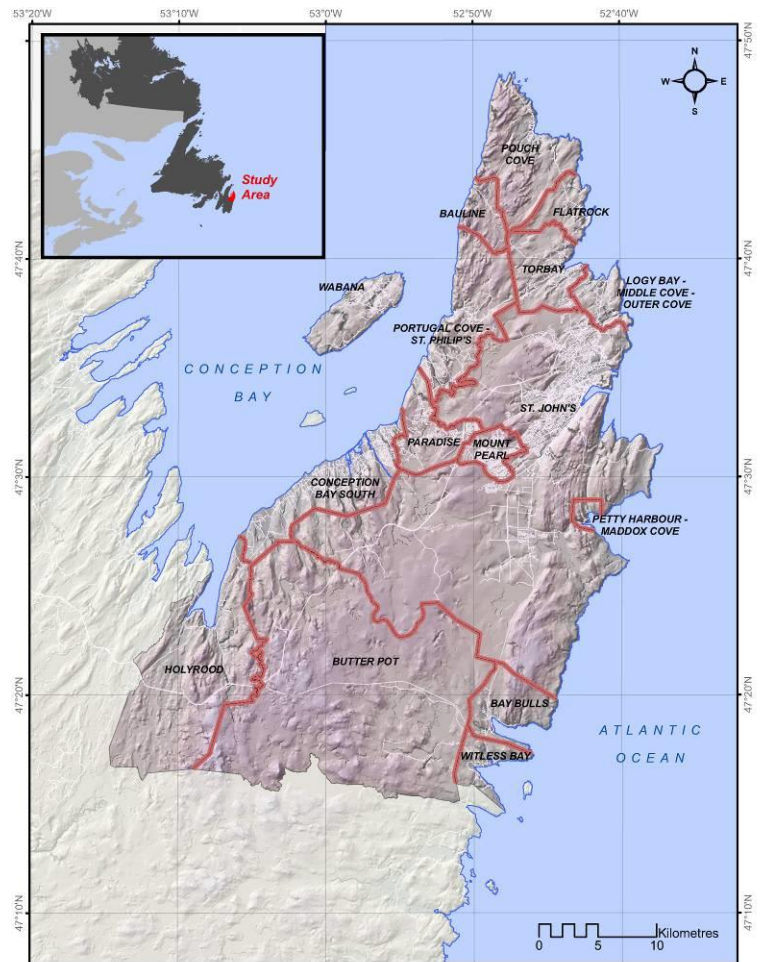 53°20'W
53°10'W
53°0'W
52°50'W
52°40'W
47°50'N
47°50'N
N
W
E
S
Study
Area
POUCH
COVE
BAULINE
FLATROCK
47°40'N
47°40'N
TORBAY
WABANA
LOGY BAY -
MIDDLE COVE -
OUTER COVE
PORTUGAL COVE -
ST. PHILIP'S
CONCEPTION
BAY
ST. JOHN'S
PARADISE
MOUNT
PEARL
47°30'N
47°30'N
CONCEPTION
BAY SOUTH
PETTY HARBOUR -
MADDOX COVE
HOLYROOD
BUTTER POT
47°20'N
47°20'N
BAY BULLS
ATLANTIC
OCEAN
WITLESS BAY
47°10'N
47°10'N
Kilometres
0 5 10